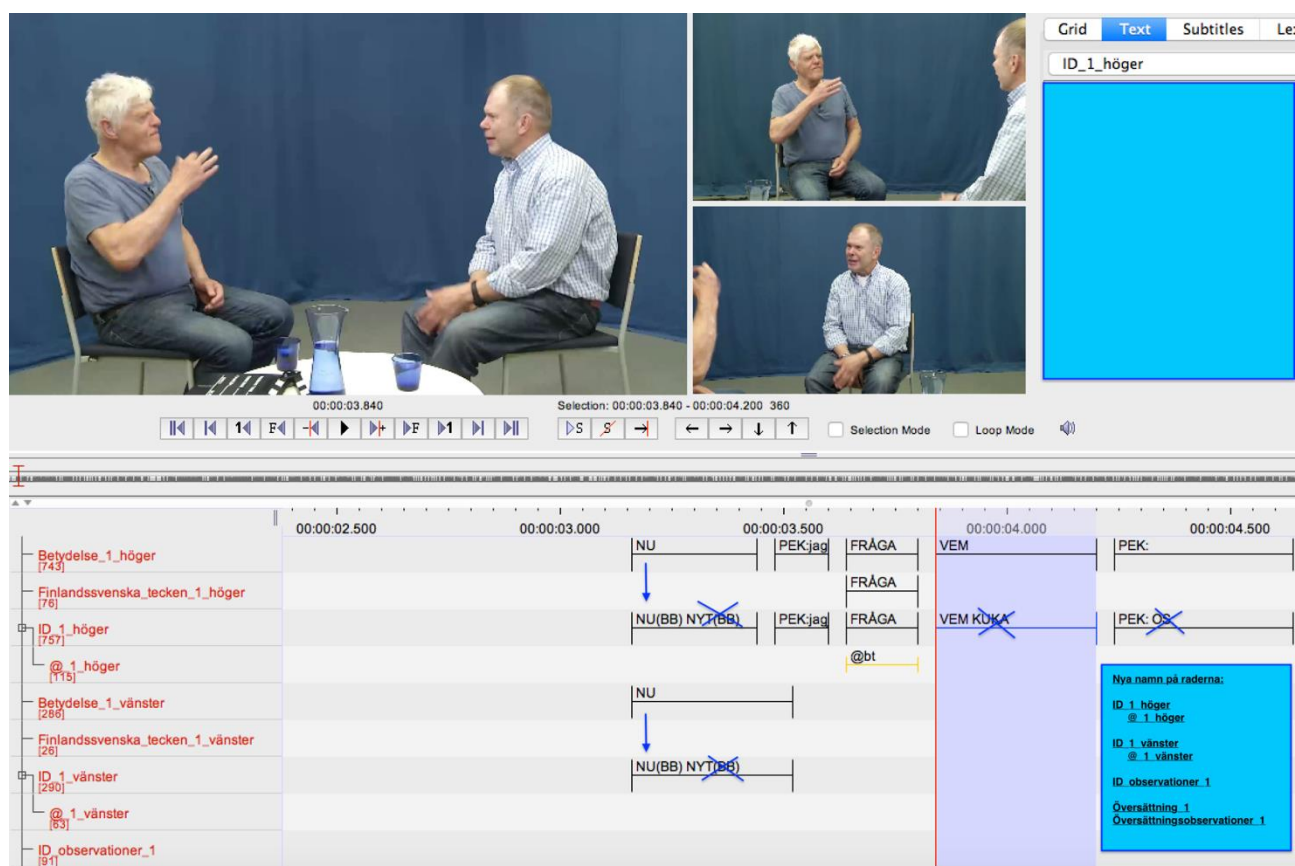 Grid Text Subtitles Le
ID_1_höger
00:00:03.840 Selection: 00:00:03.840 - 00:00:04.200 360
1 F + F 1 S S Selection Mode Loop Mode
00:00:02.500 00:00:03.000 00:00:03.500 00:00:04.000 00:00:04.500
Betydelse_1_höger NU PEK:jag FRÅGA VEM PEK:
[743]
Finlandssvenska_tecken_1_höger FRÅGA
[76]
ID_1_höger NU(BB) NYT(BB) PEK:jag FRÅGA VEM KUKA PEK: OS
[757]
@_1_höger @bt
[115]
Betydelse_1_vänster NU
[286]
Finlandssvenska_tecken_1_vänster
[26]
ID_1_vänster NU(BB) NYT(BB)
[290]
@_1_vänster
[63]
ID_observationer_1
[91]
Nya namn på raderna:
ID_1_höger
@_1_höger
ID_1_vänster
@_1_vänster
ID_observationer_1
Översättning_1
Översättningsobservationer_1